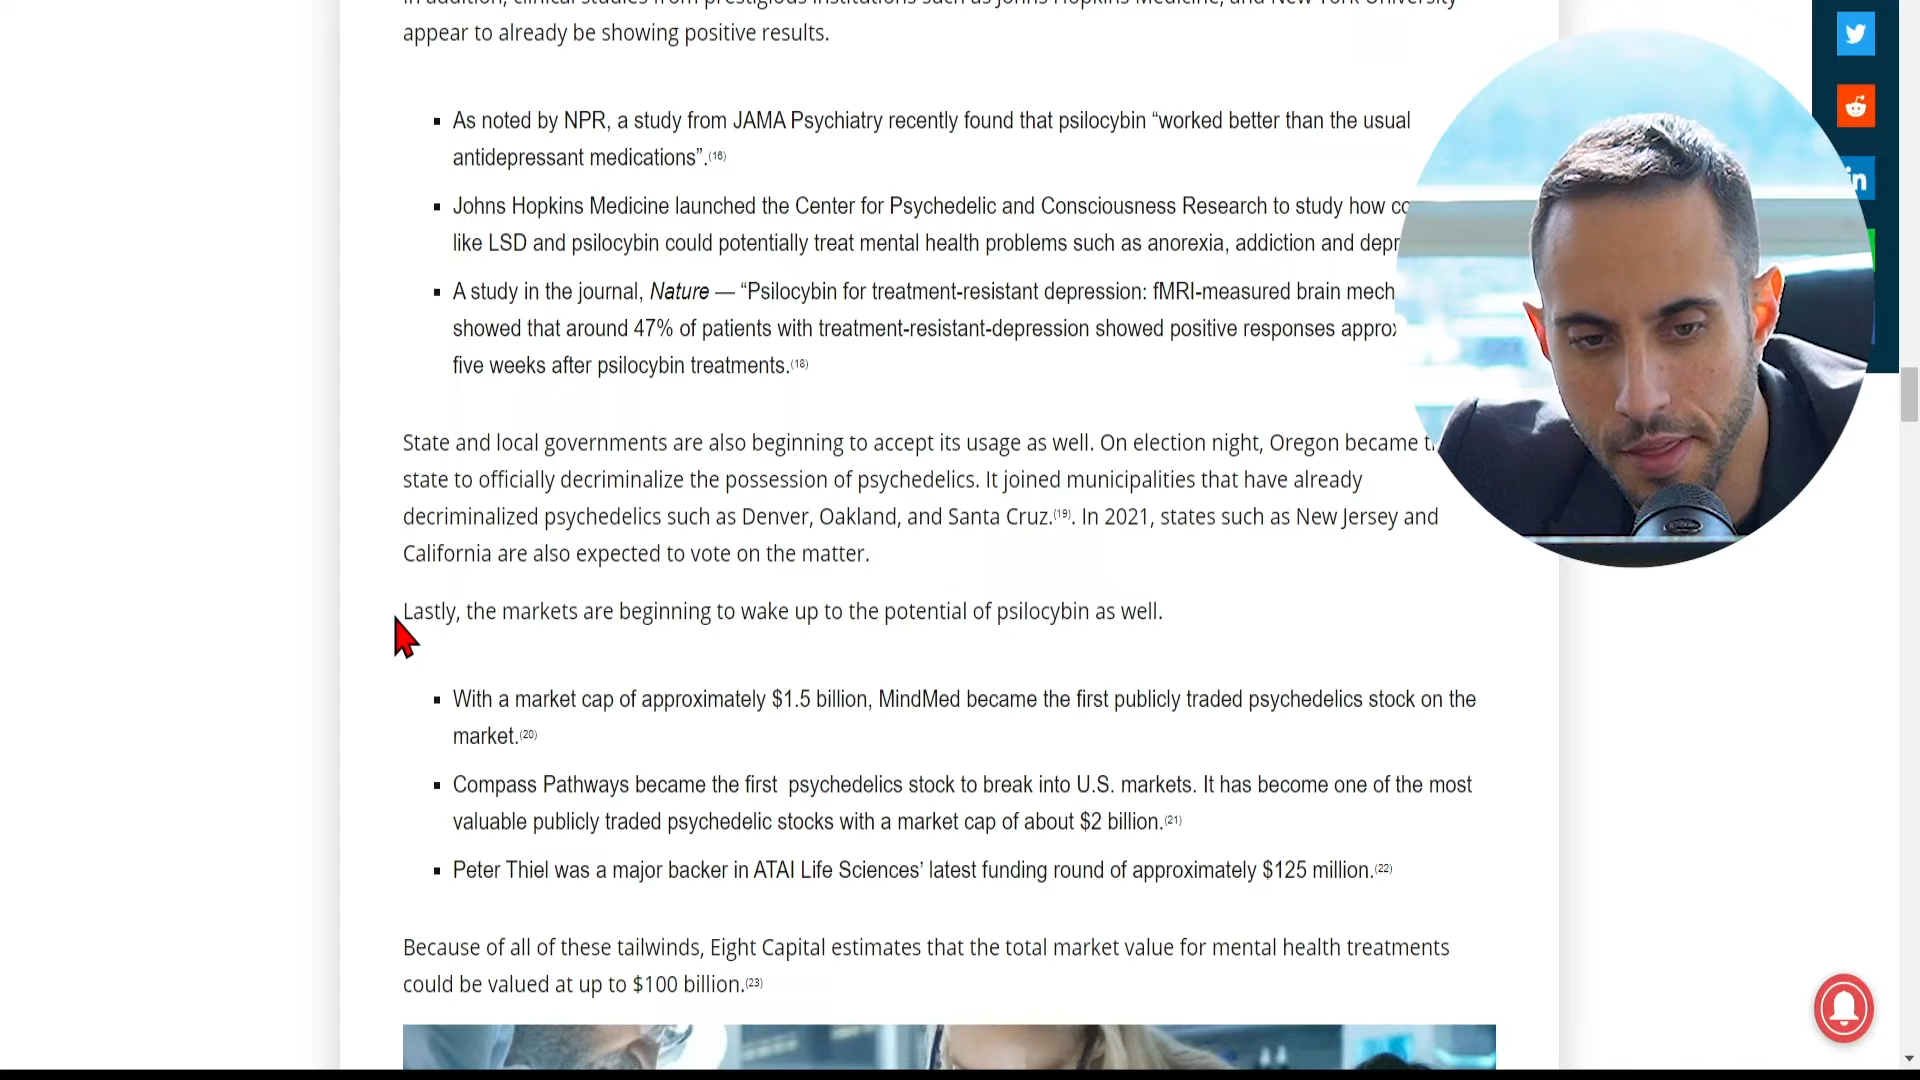 appear to already be showing positive results.
As noted by NPR, a study from JAMA Psychiatry recently found that psilocybin “worked better than the usual
antidepressant medications”.(16)
Johns Hopkins Medicine launched the Center for Psychedelic and Consciousness Research to study how
like LSD and psilocybin could potentially treat mental health problems such as anorexia, addiction and
A study in the journal, Nature — “Psilocybin for treatment-resistant depression: fMRI-measured brain
showed that around 47% of patients with treatment-resistant-depression showed positive responses
five weeks after psilocybin treatments.(18)
State and local governments are also beginning to accept its usage as well. On election night, Oregon became
state to officially decriminalize the possession of psychedelics. It joined municipalities that have already
decriminalized psychedelics such as Denver, Oakland, and Santa Cruz.(19). In 2021, states such as New Jersey and
California are also expected to vote on the matter.
Lastly, the markets are beginning to wake up to the potential of psilocybin as well.
With a market cap of approximately $1.5 billion, MindMed became the first publicly traded psychedelics stock on the
market.(20)
Compass Pathways became the first psychedelics stock to break into U.S. markets. It has become one of the most
valuable publicly traded psychedelic stocks with a market cap of about $2 billion.(21)
Peter Thiel was a major backer in ATAI Life Sciences’ latest funding round of approximately $125 million.(22)
Because of all of these tailwinds, Eight Capital estimates that the total market value for mental health treatments
could be valued at up to $100 billion.(23)